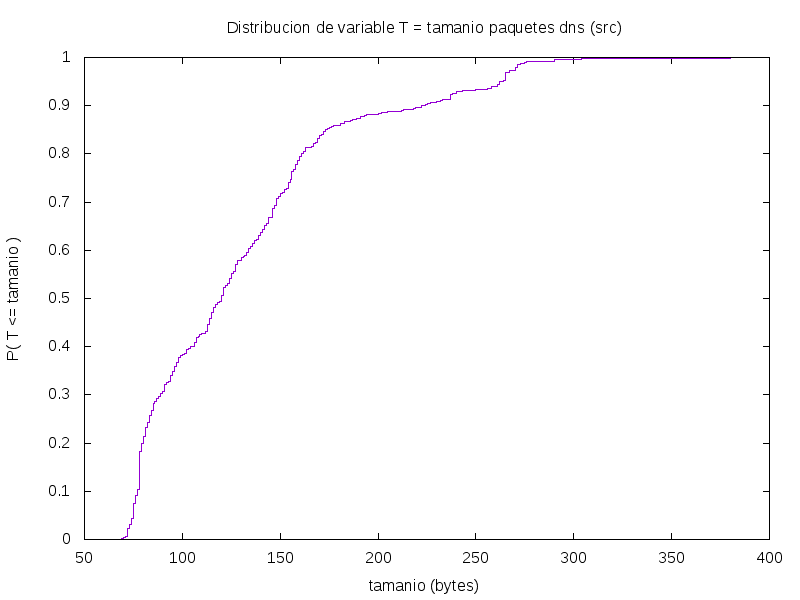 Distribucion de variable T = tamanio paquetes dns (src)
1
0.9
0.8
0.7
0.6
0.5
0.4
0.3
0.2
0.1
0
P( T <= tamanio )
50 100 150 200 250 300 350 400
tamanio (bytes)